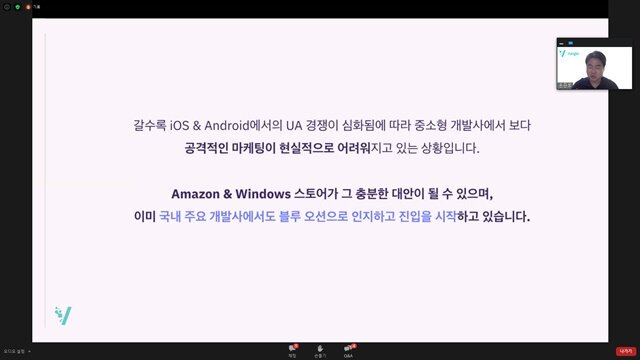 갈수록 iOS & Android에서의 UA 경쟁이 심화됨에 따라 중소형 개발사에서 보다
공격적인 마케팅이 현실적으로 어려워지고 있는 상황입니다.
Amazon & Windows 스토어가 그 충분한 대안이 될 수 있으며,
이미 국내 주요 개발사에서도 블루 오션으로 인지하고 진입을 시작하고 있습니다.
오디오 설정
채팅
손들기
Q&A
나가기